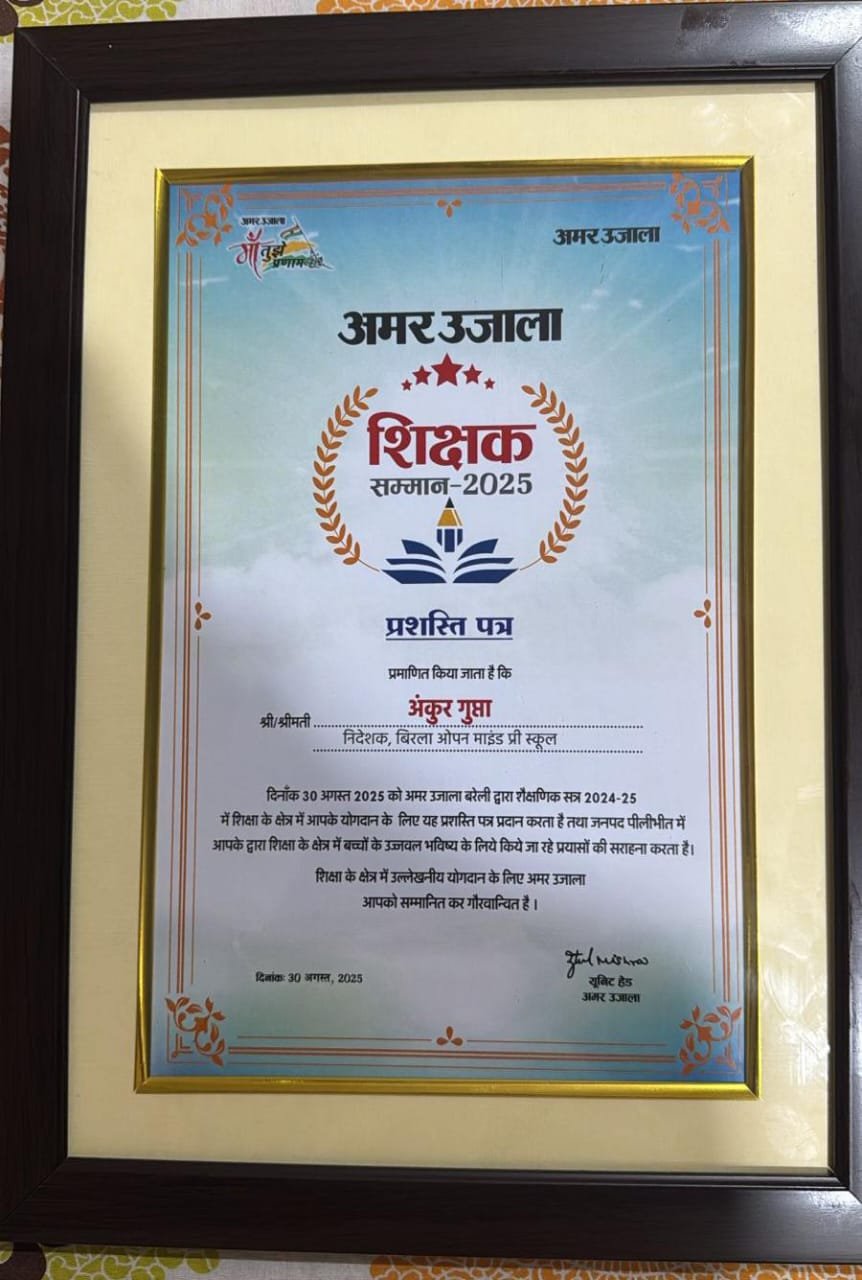 अमर उजाला
माँ तुझे
प्रणाम
अमर उजाला
अमर उजाला
शिक्षक
सम्मान-2025
प्रशस्ति पत्र
प्रमाणित किया जाता है कि
अंकुर गुप्ता
श्री/श्रीमती
निदेशक, बिरला ओपन माइंड प्री स्कूल
दिनाँक 30 अगस्त 2025 को अमर उजाला बरेली द्वारा शैक्षणिक सत्र 2024-25
में शिक्षा के क्षेत्र में आपके योगदान के लिए यह प्रशस्ति पत्र प्रदान करता है तथा जनपद पीलीभीत में
आपके द्वारा शिक्षा के क्षेत्र में बच्चों के उज्जवल भविष्य के लिये किये जा रहे प्रयासों की सराहना करता है।
शिक्षा के क्षेत्र में उल्लेखनीय योगदान के लिए अमर उजाला
आपको सम्मानित कर गौरवान्वित है ।
दिनांकः 30 अगस्त, 2025
यूनिट हेड
अमर उजाला